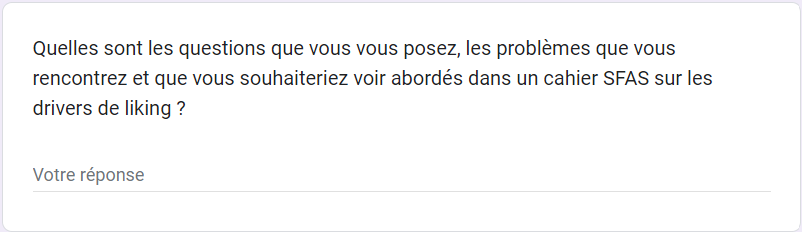 Quelles sont les questions que vous vous posez, les problèmes que vous
rencontrez et que vous souhaiteriez voir abordés dans un cahier SFAS sur les
drivers de liking ?
Votre réponse